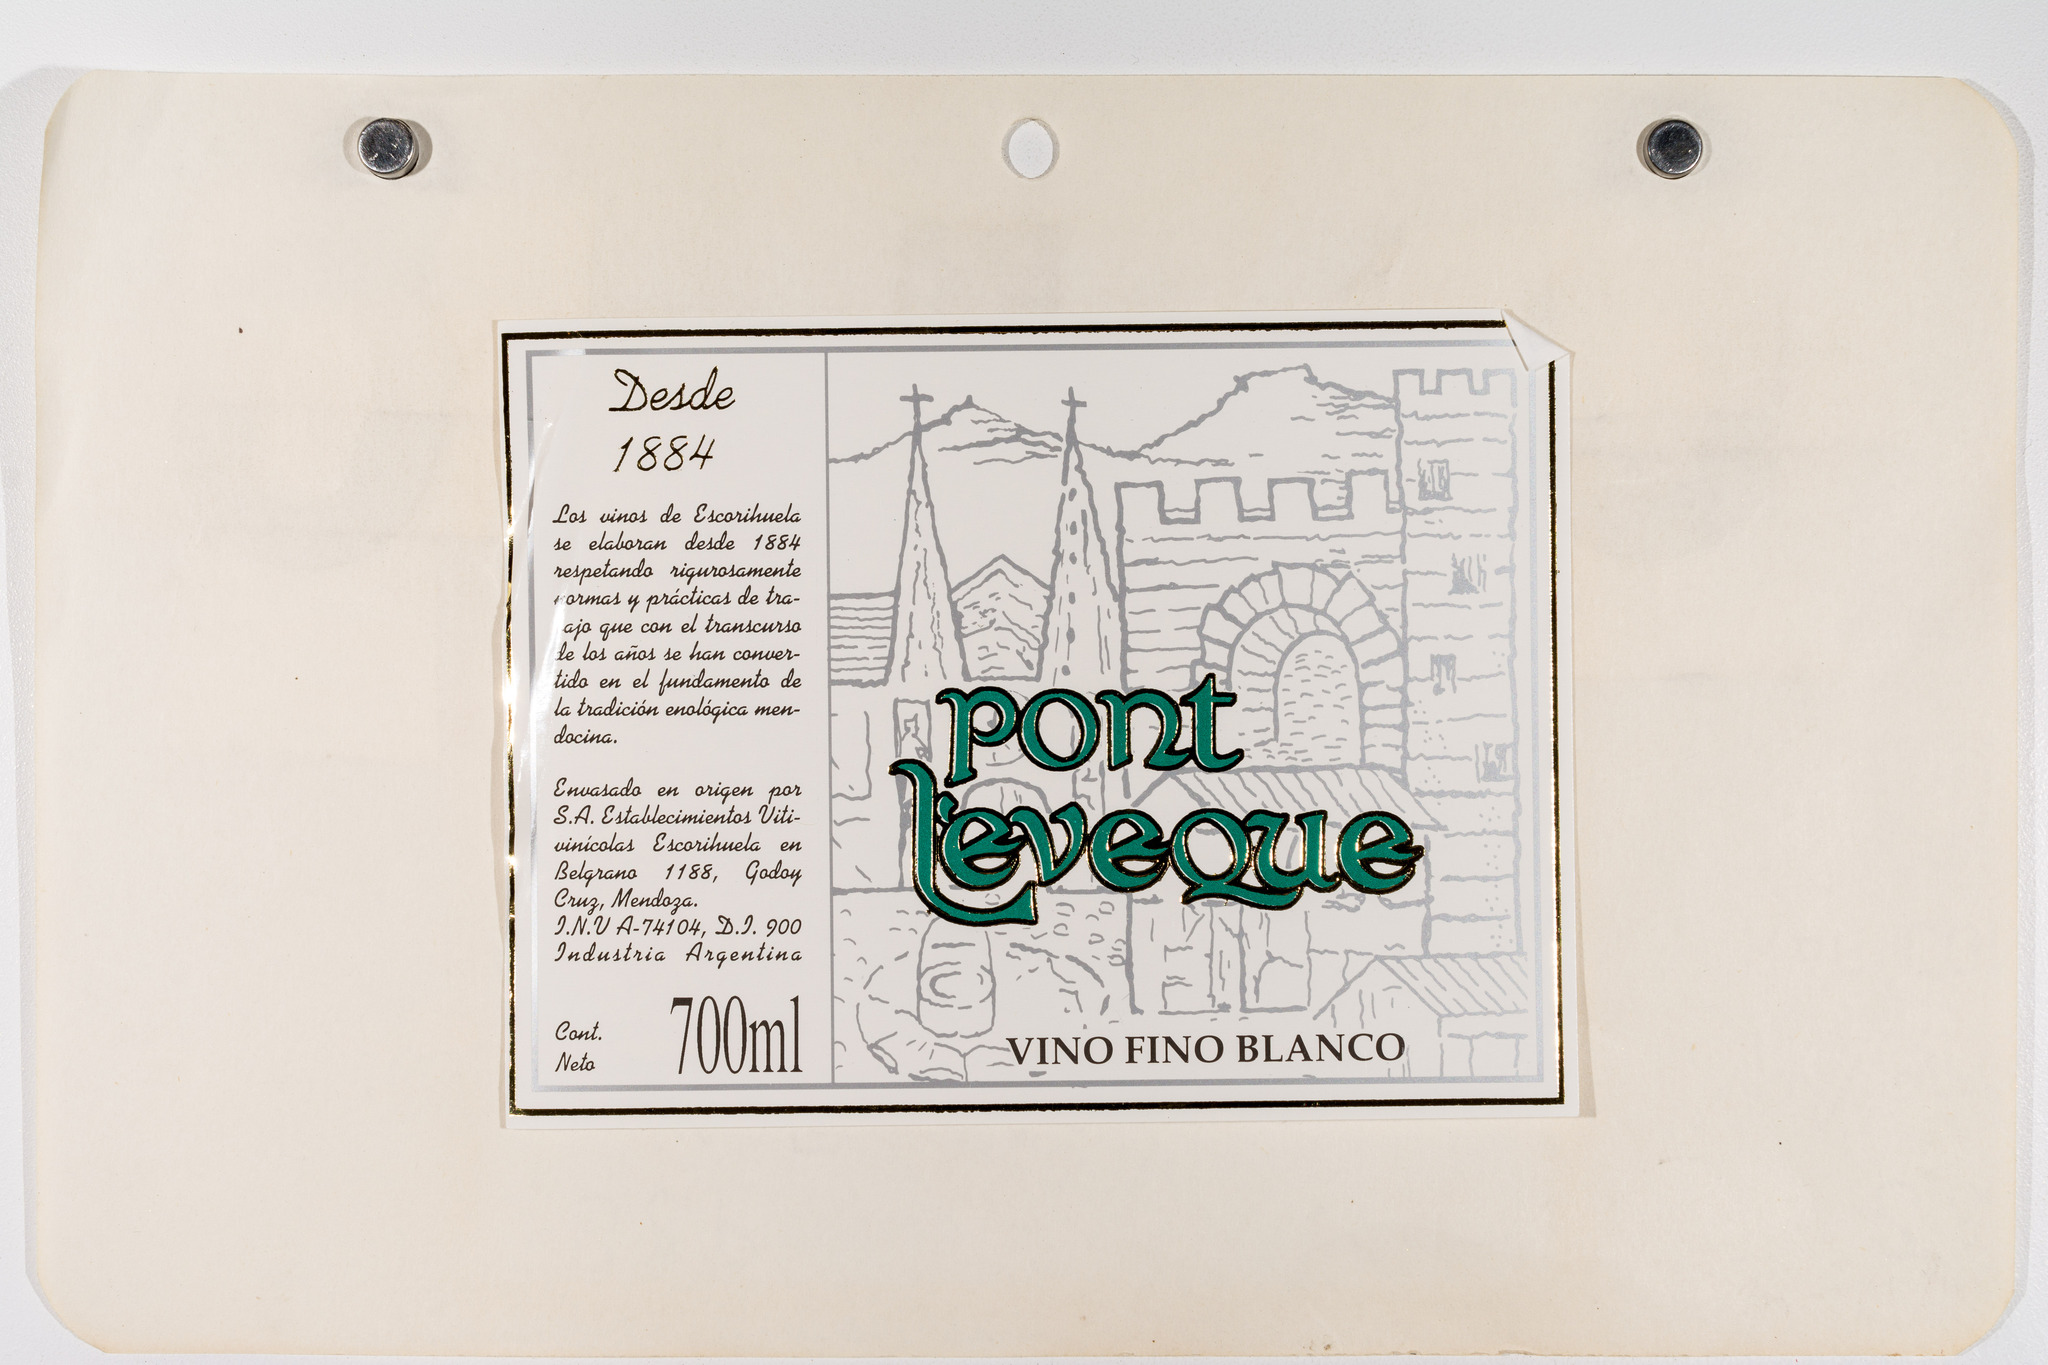 Desde
1884
Los vinos de Escorihuela
se elaboran desde 1884
respetando rigurosamente
normas y prácticas de tra-
bajo que con el transcurso
de los años se han conver-
tido en el fundamento de
la tradición enológica men-
docina.
Envasado en origen por
S.A. Establecimientos Viti-
vinícolas Escorihuela en
Belgrano 1188, Godoy
Cruz, Mendoza.
I.N.V A-74104, D.I. 900
Industria Argentina
Cont.
Neto
700ml
pont
l'eveque
VINO FINO BLANCO